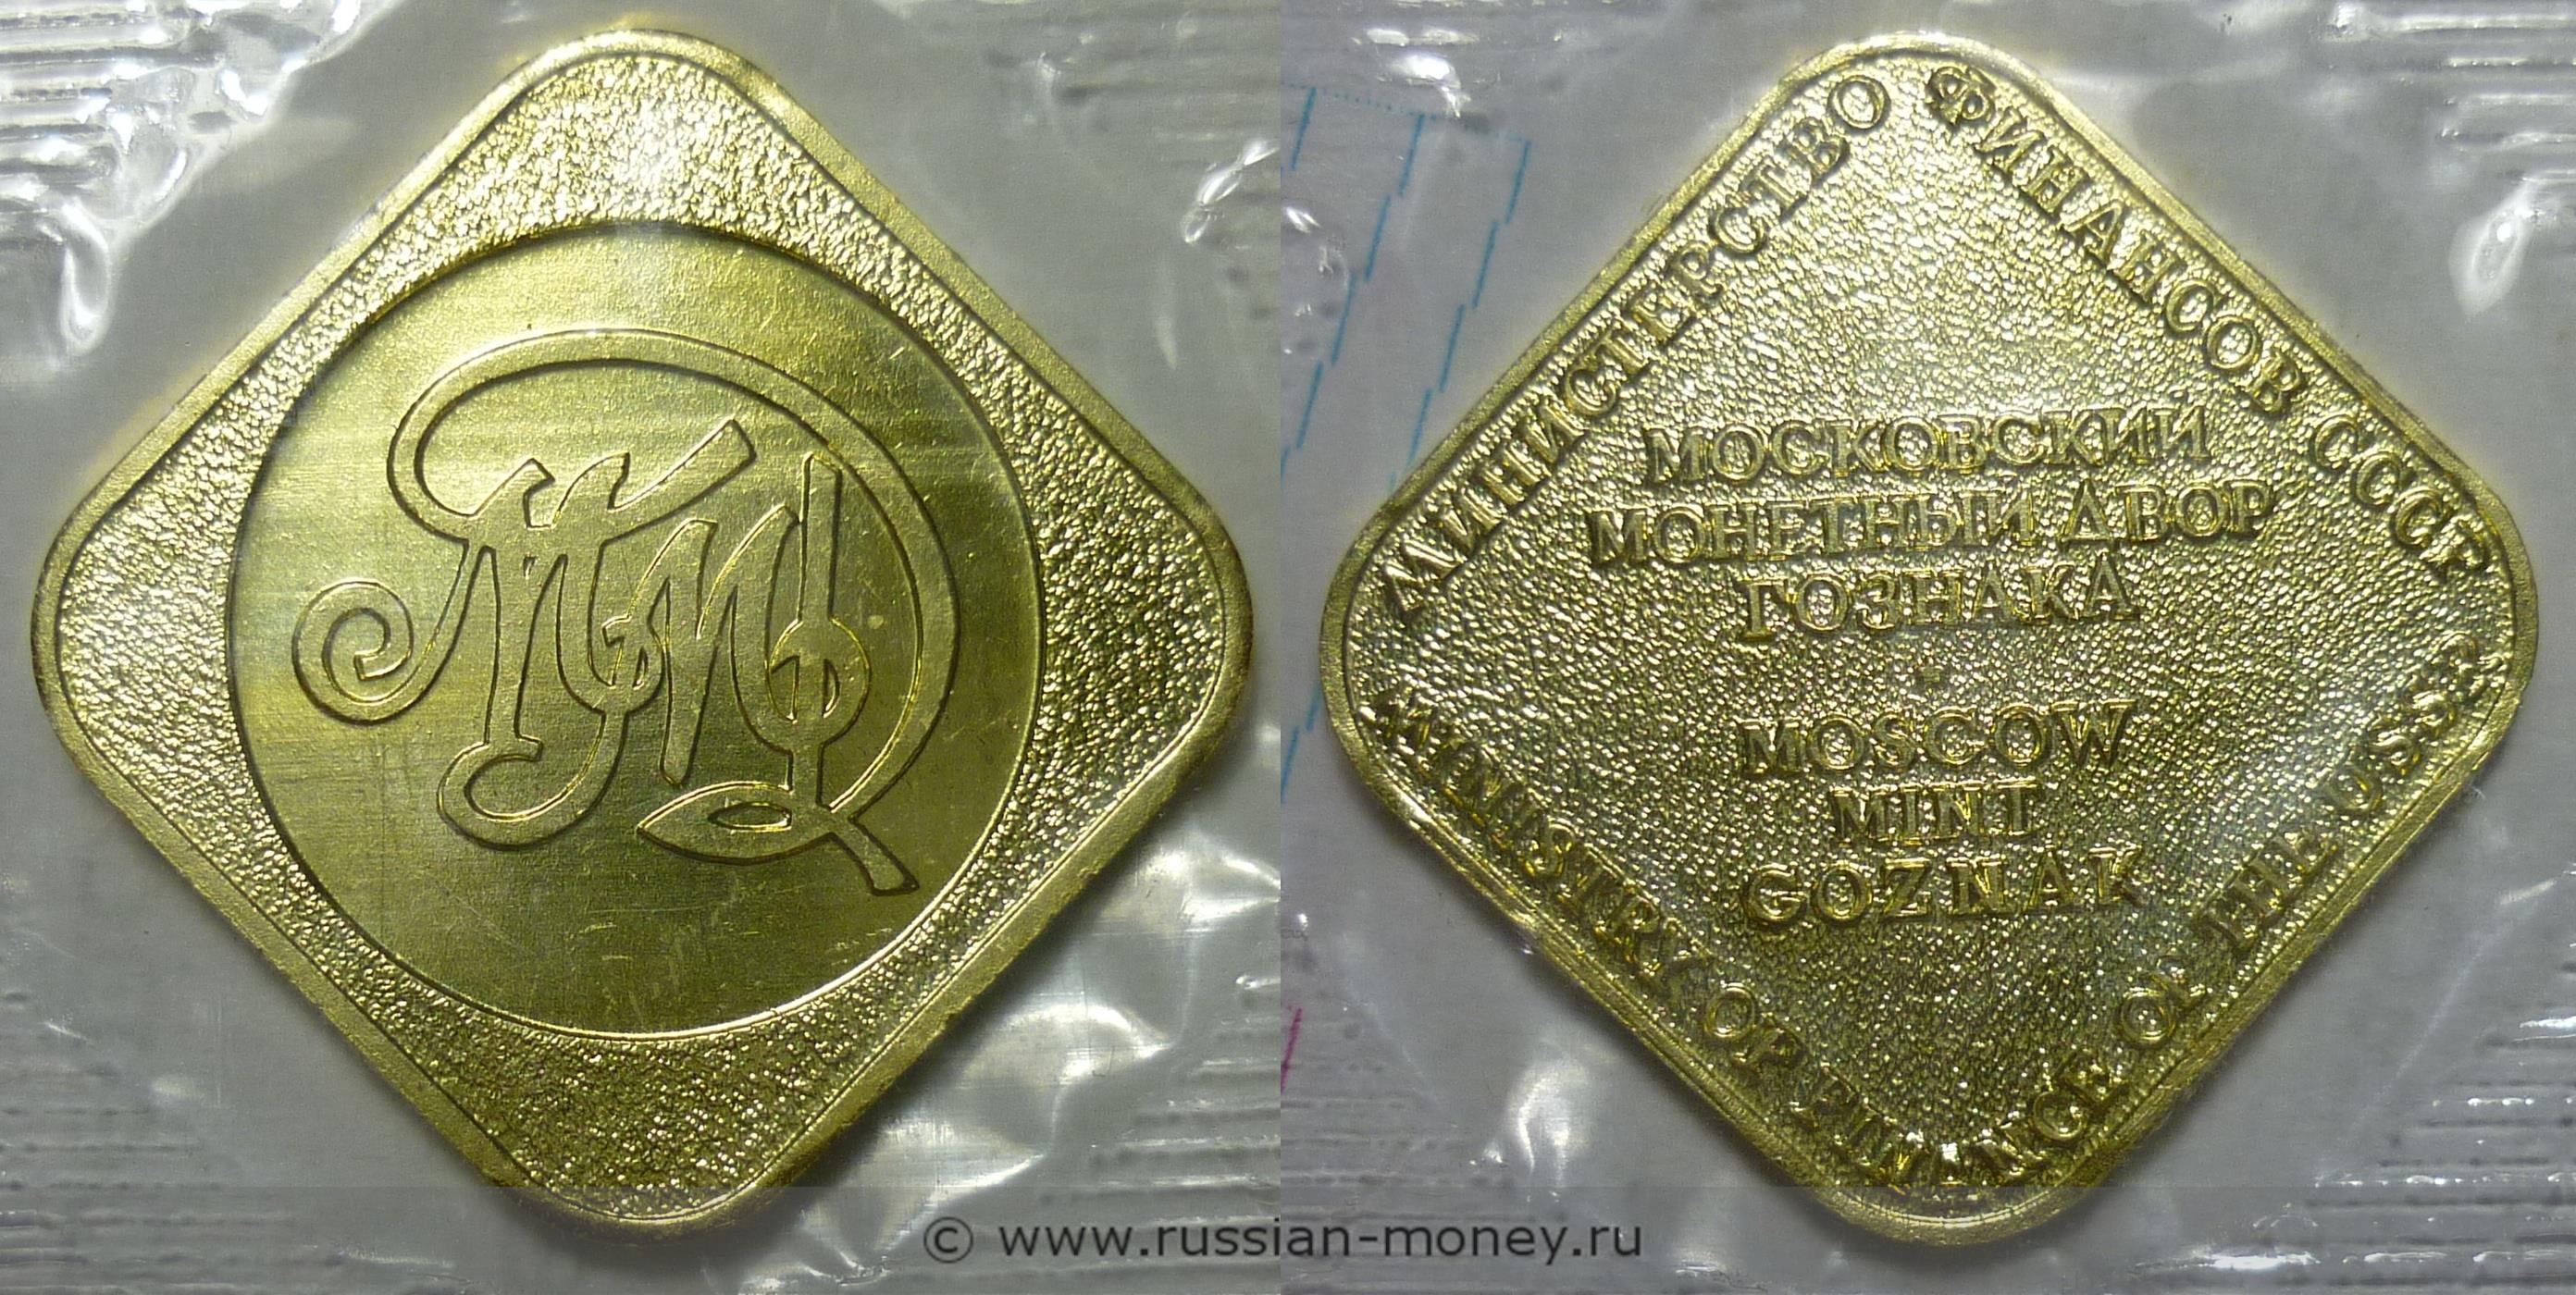 ММД
МИНИСТЕРСТВО ФИНАНСОВ СССР
МОСКОВСКИЙ
МОНЕТНЫЙ ДВОР
ГОЗНАКА
MOSCOW
MINT
GOZNAK
MINISTRY OF FINANCE OF THE USSR
© www.russian-money.ru